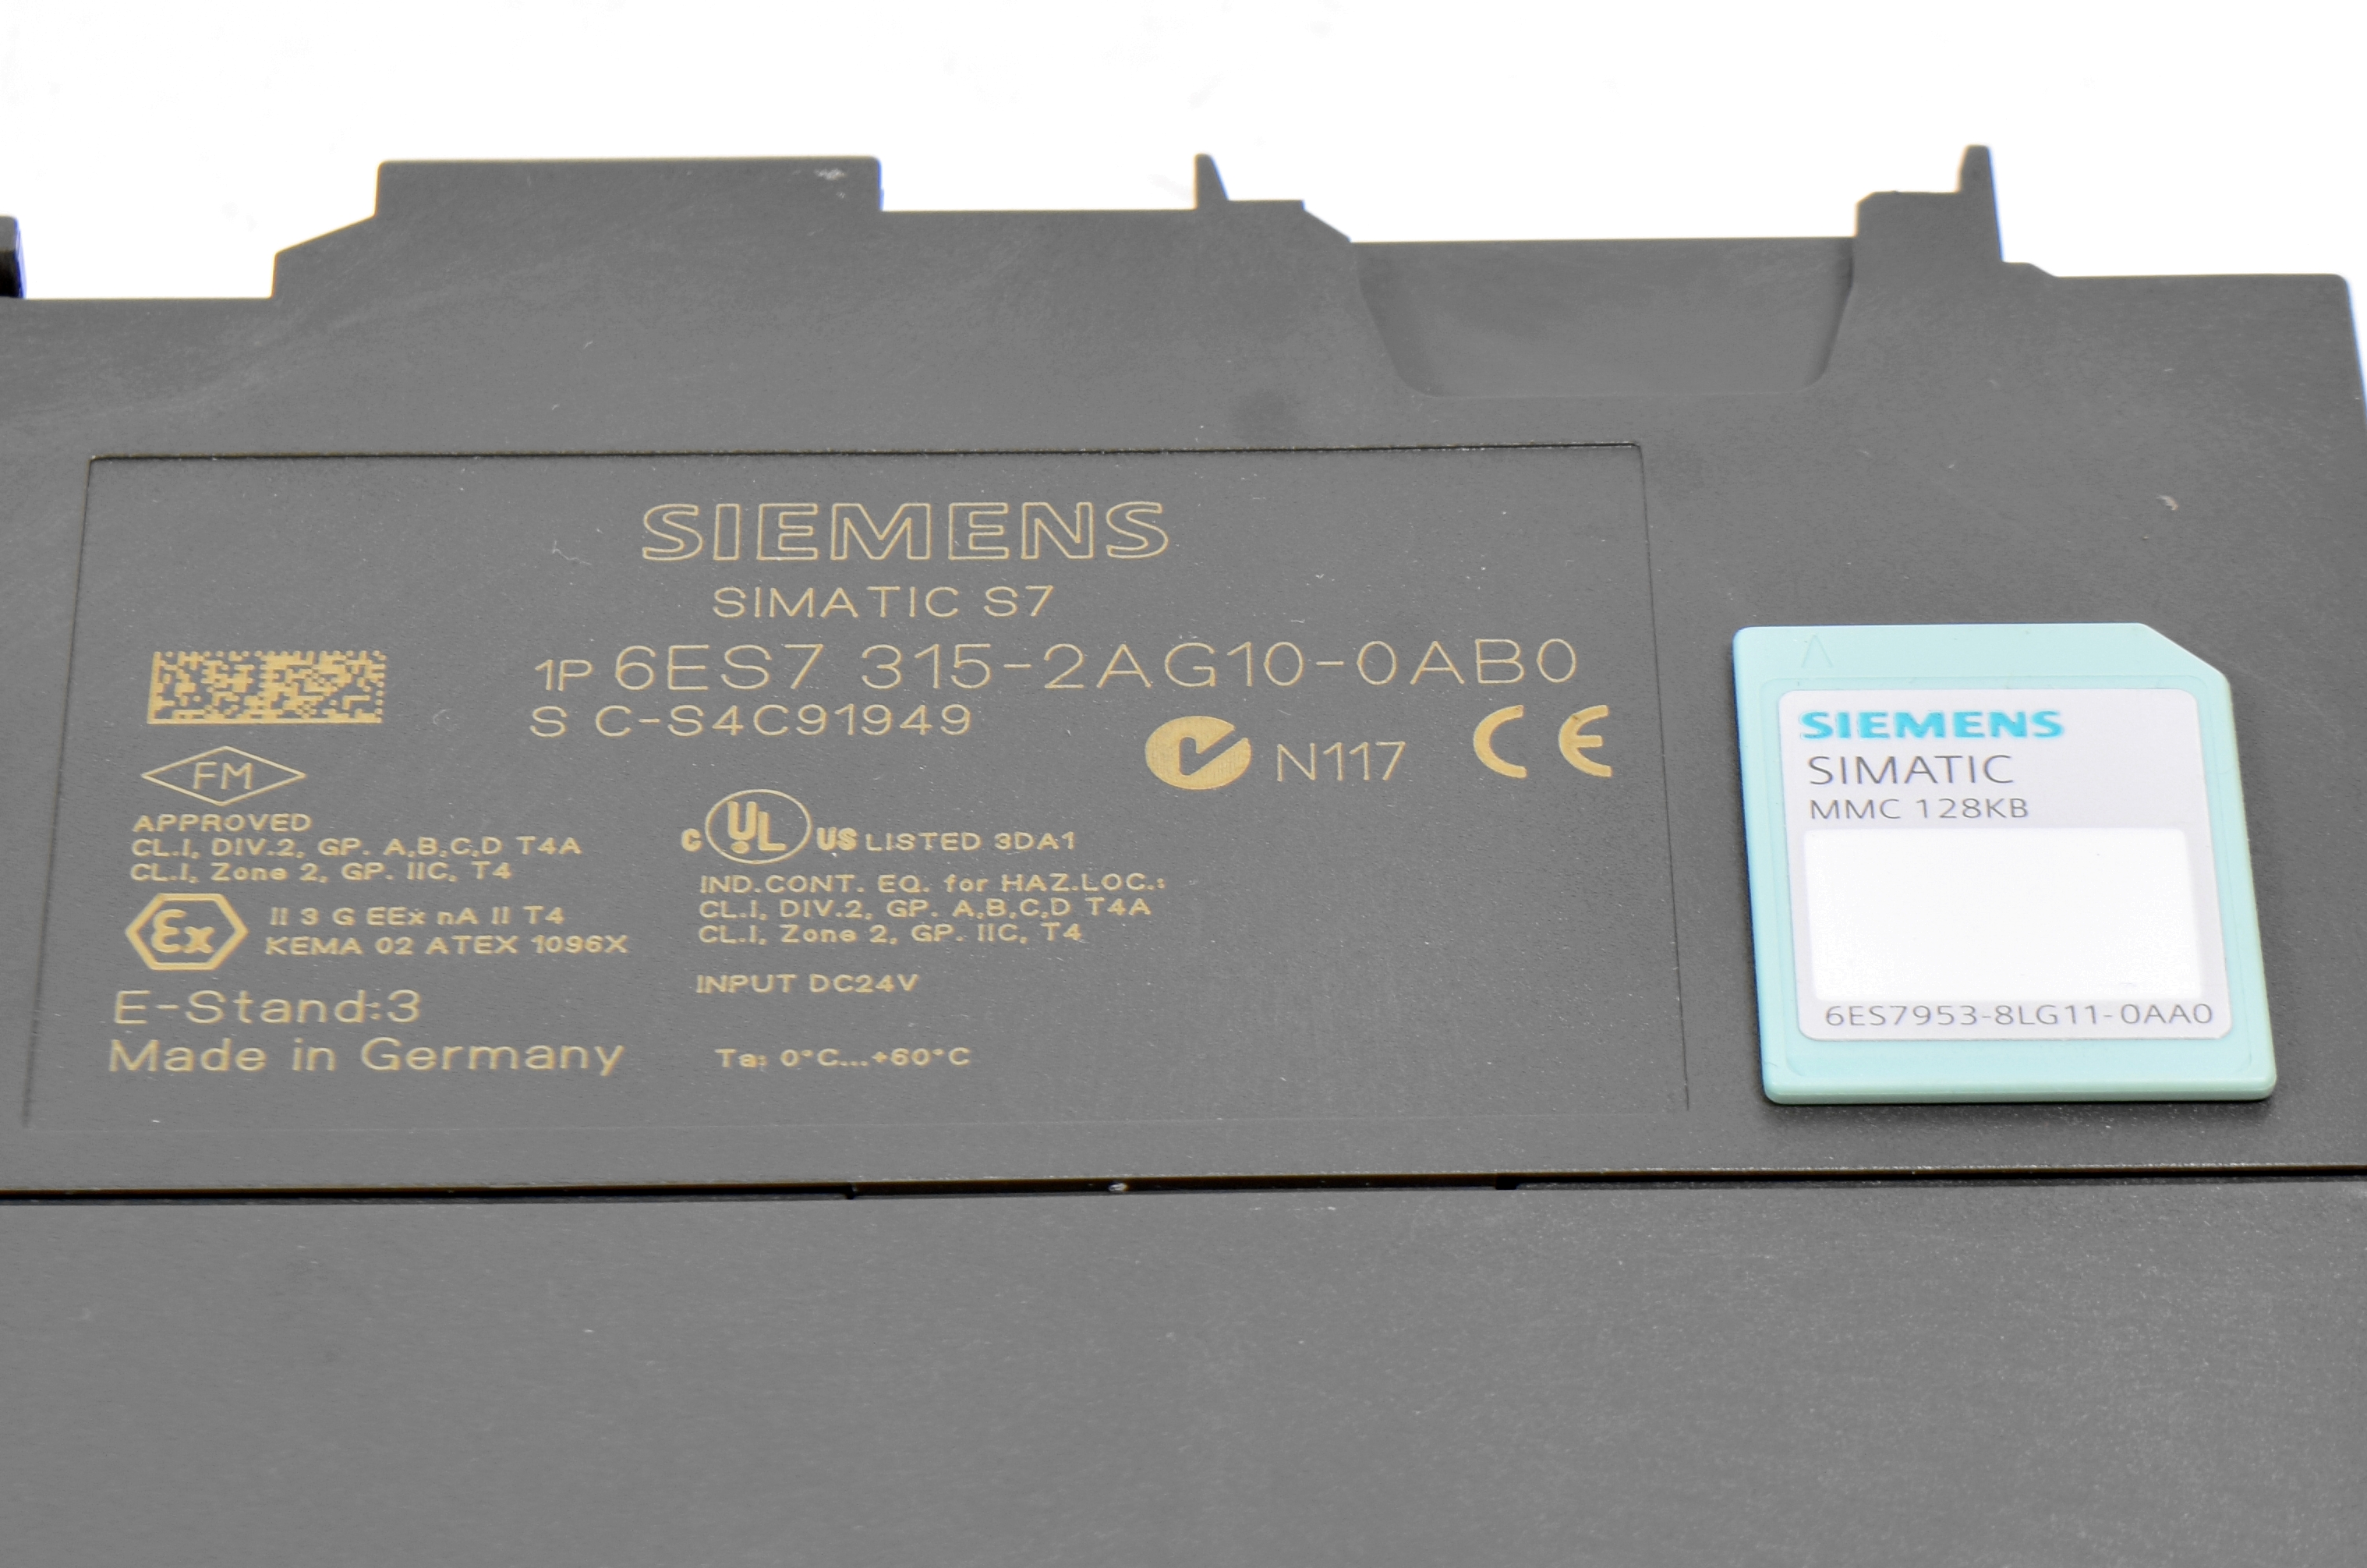 SIEMENS
SIMATIC S7
1P 6ES7 315-2AG10-0AB0
S C-S4C91949
N117 CE
FM
APPROVED
CL.I, DIV.2, GP. A,B,C,D T4A
CL.I, Zone 2, GP. IIC, T4
Ex II 3 G EEx nA II T4
KEMA 02 ATEX 1096X
E-Stand:3
Made in Germany
C UL US LISTED 3DA1
IND.CONT. EQ. for HAZ.LOC.:
CL.I, DIV.2, GP. A,B,C,D T4A
CL.I, Zone 2, GP. IIC, T4
INPUT DC24V
Ta: 0°C...+60°C
SIEMENS
SIMATIC
MMC 128KB
6ES7953-8LG11-0AA0